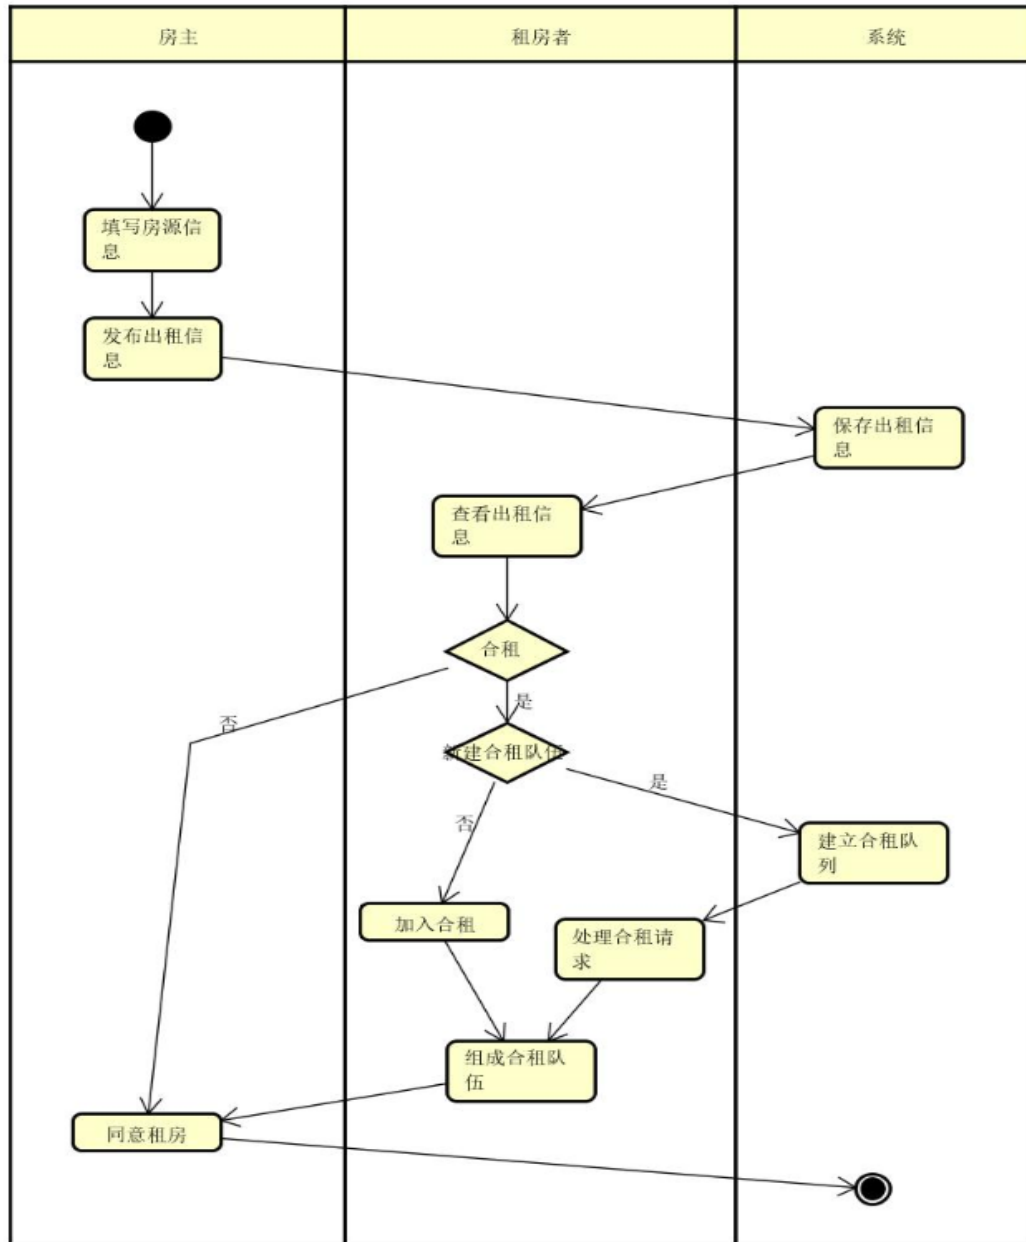 房主
租房者
系统
填写房源信
息
发布出租信
息
保存出租信
息
查看出租信
息
合租
否
是
新建合租队伍
是
否
建立合租队
列
加入合租
处理合租请
求
组成合租队
伍
同意租房